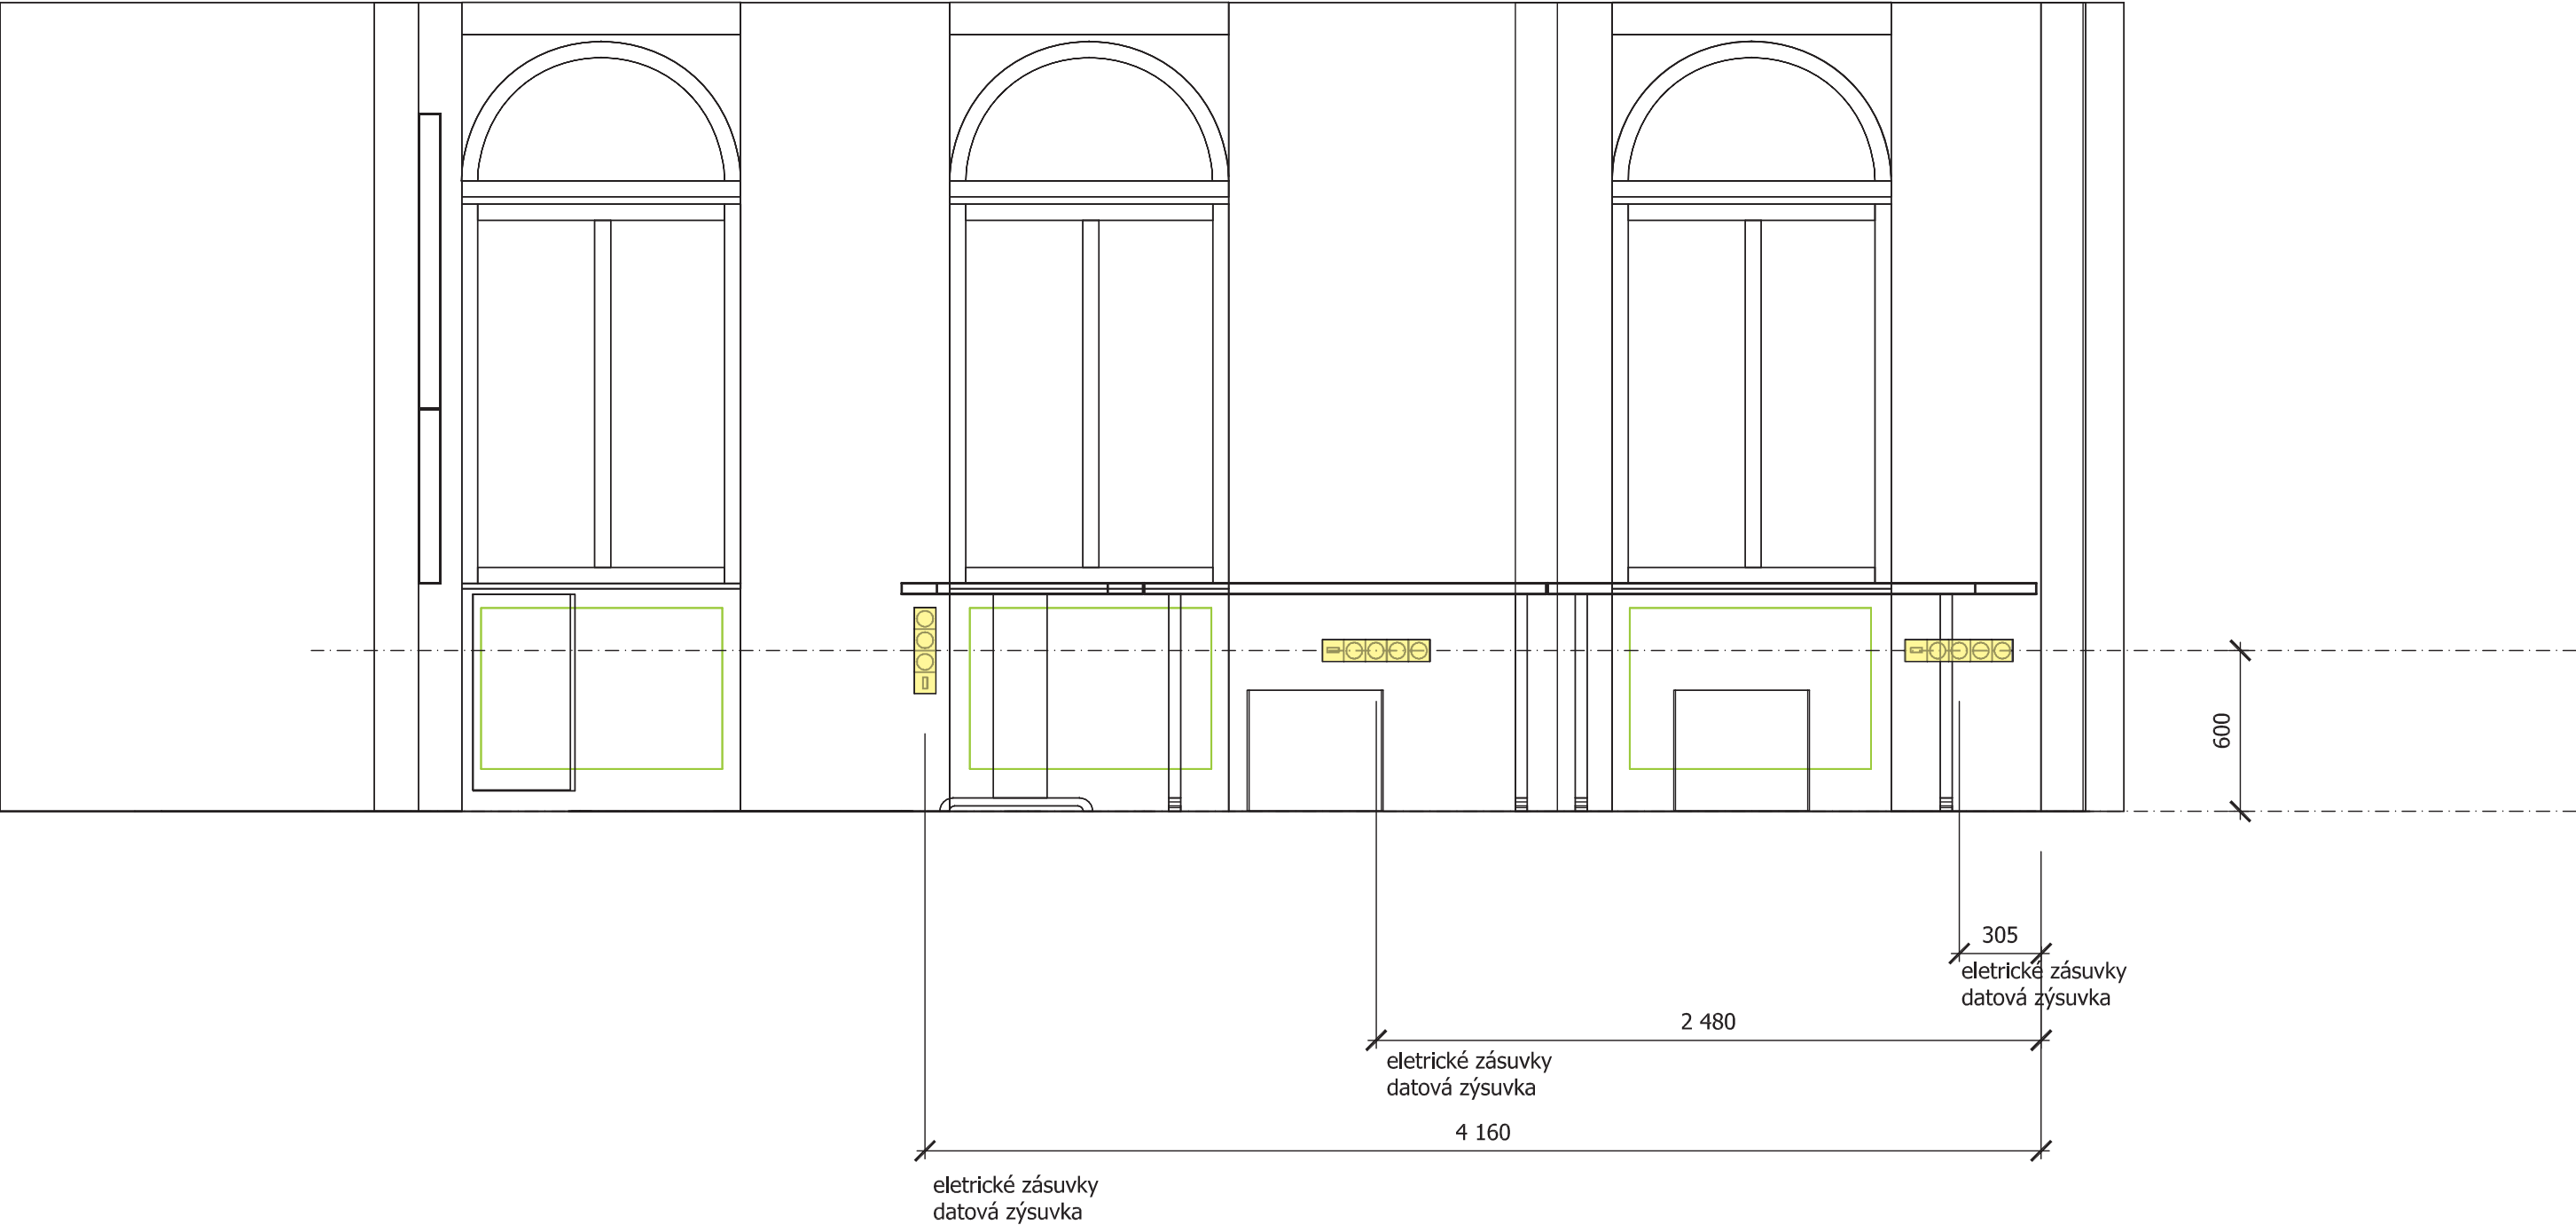 600
305
eletrické zásuvky
datová zýsuvka
2 480
eletrické zásuvky
datová zýsuvka
4 160
eletrické zásuvky
datová zýsuvka